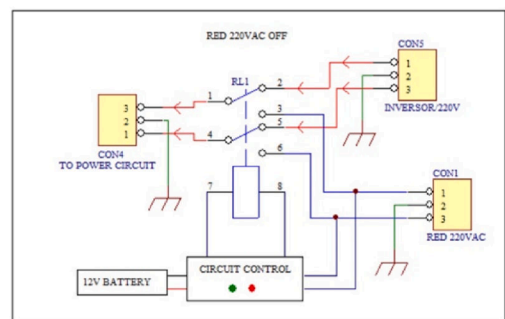 RED 220VAC OFF
CON5
1
2
3
INVERSOR/220V
RL1
1
2
3
4
5
6
7
8
3
2
1
CON4
TO POWER CIRCUIT
CON1
1
2
3
RED 220VAC
12V BATTERY
CIRCUIT CONTROL